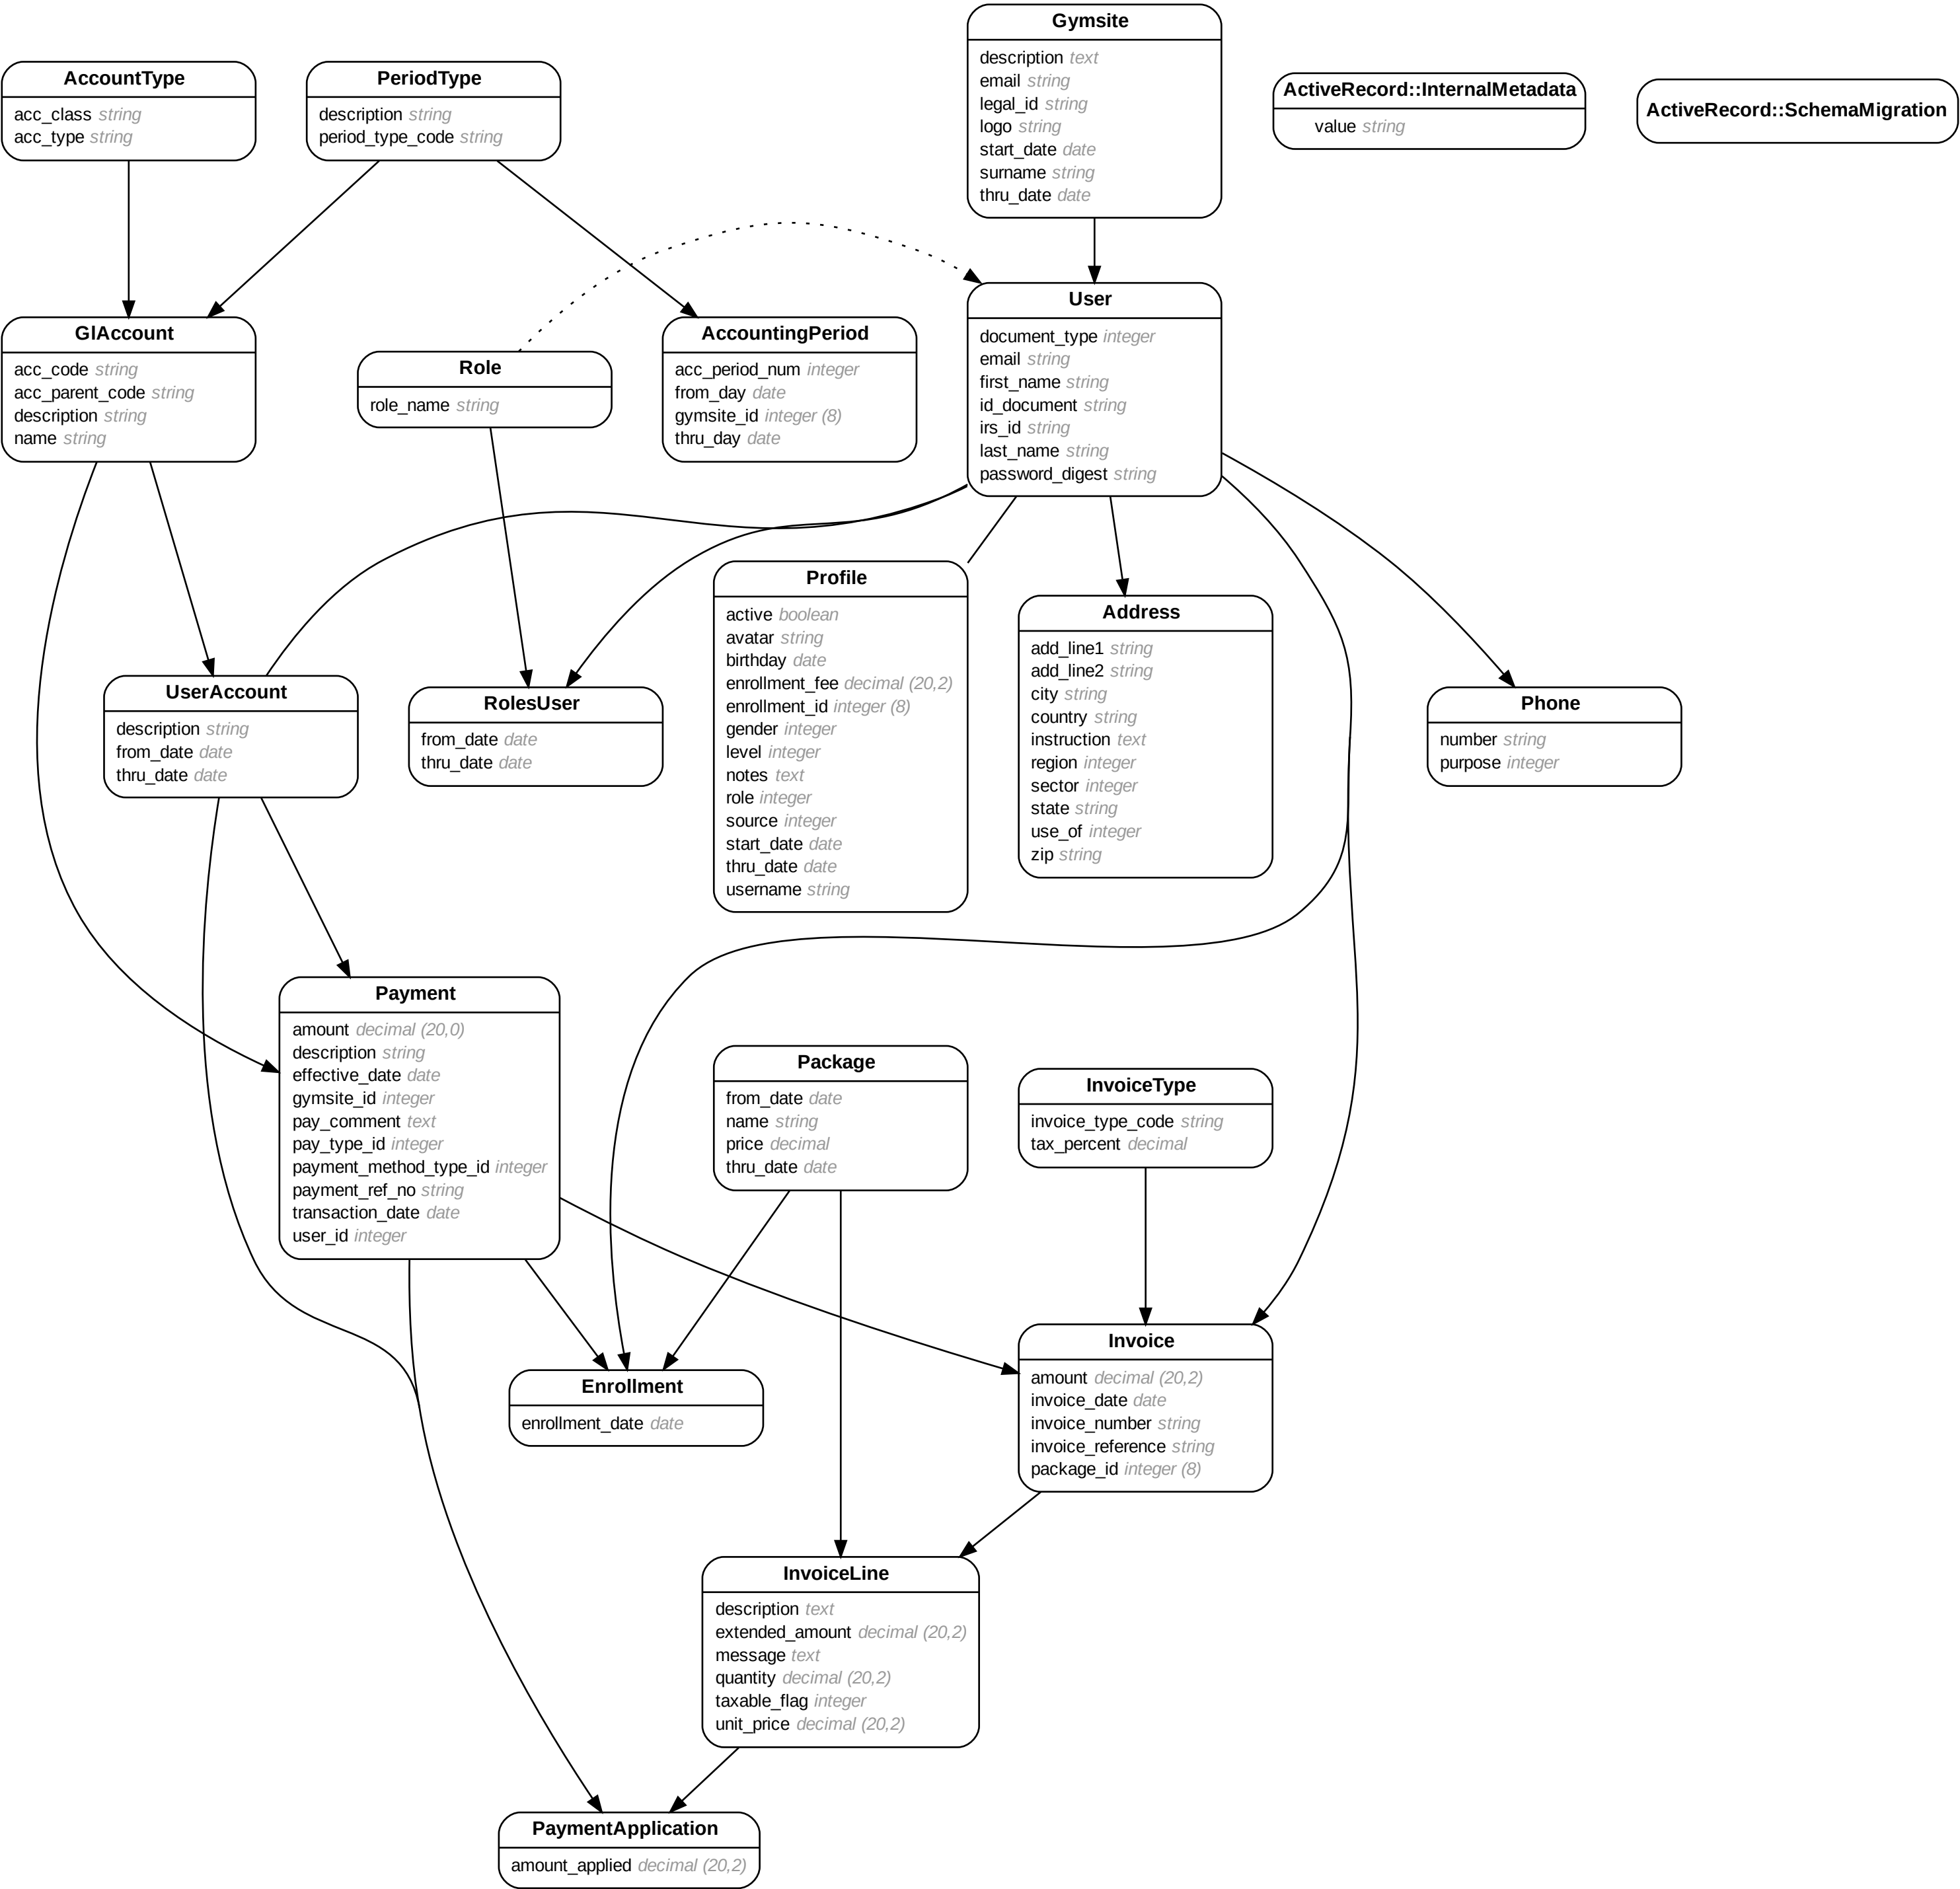 Gymsite
description text
email string
legal_id string
logo string
start_date date
surname string
thru_date date
AccountType
acc_class string
acc_type string
PeriodType
description string
period_type_code string
ActiveRecord::InternalMetadata
value string
ActiveRecord::SchemaMigration
User
document_type integer
email string
first_name string
id_document string
irs_id string
last_name string
password_digest string
GlAccount
acc_code string
acc_parent_code string
description string
name string
Role
role_name string
AccountingPeriod
acc_period_num integer
from_day date
gymsite_id integer (8)
thru_day date
Profile
active boolean
avatar string
birthday date
enrollment_fee decimal (20,2)
enrollment_id integer (8)
gender integer
level integer
notes text
role integer
source integer
start_date date
thru_date date
username string
Address
add_line1 string
add_line2 string
city string
country string
instruction text
region integer
sector integer
state string
use_of integer
zip string
UserAccount
description string
from_date date
thru_date date
RolesUser
from_date date
thru_date date
Phone
number string
purpose integer
Payment
amount decimal (20,0)
description string
effective_date date
gymsite_id integer
pay_comment text
pay_type_id integer
payment_method_type_id integer
payment_ref_no string
transaction_date date
user_id integer
Package
from_date date
name string
price decimal
thru_date date
InvoiceType
invoice_type_code string
tax_percent decimal
Invoice
amount decimal (20,2)
invoice_date date
invoice_number string
invoice_reference string
package_id integer (8)
Enrollment
enrollment_date date
InvoiceLine
description text
extended_amount decimal (20,2)
message text
quantity decimal (20,2)
taxable_flag integer
unit_price decimal (20,2)
PaymentApplication
amount_applied decimal (20,2)